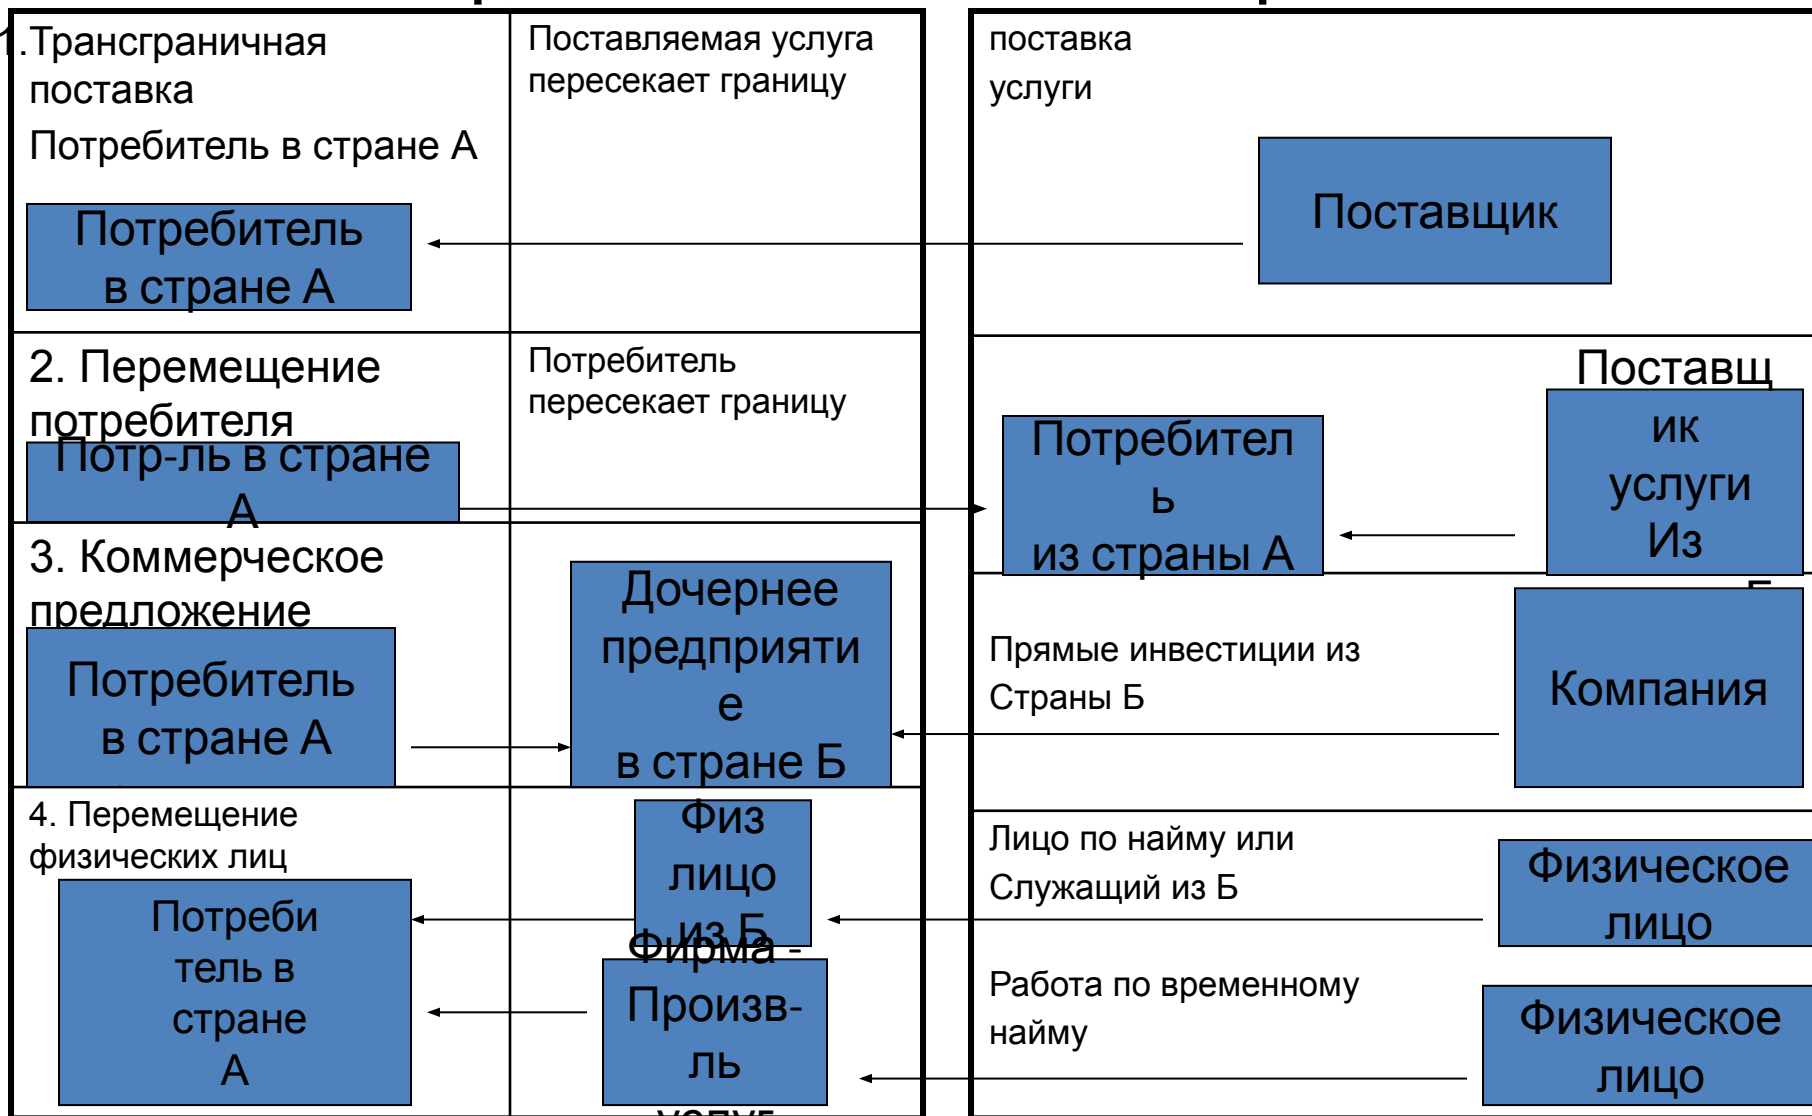 1.Трансграничная
поставка
Потребитель в стране А
Потребитель
в стране А
Поставляемая услуга
пересекает границу
поставка
услуги
Поставщик
2. Перемещение
потребителя
Потр-ль в стране
А
Потребитель
пересекает границу
Потребител
ь
из страны А
Поставщ
ик
услуги
Из
3. Коммерческое
предложение
Потребитель
в стране А
Дочернее
предприяти
е
в стране Б
Прямые инвестиции из
Страны Б
Компания
4. Перемещение
физических лиц
Потреби
тель в
стране
А
Физ
лицо
из Б
Фирма -
Произв-
ль
услуг
Лицо по найму или
Служащий из Б
Физическое
лицо
Работа по временному
найму
Физическое
лицо